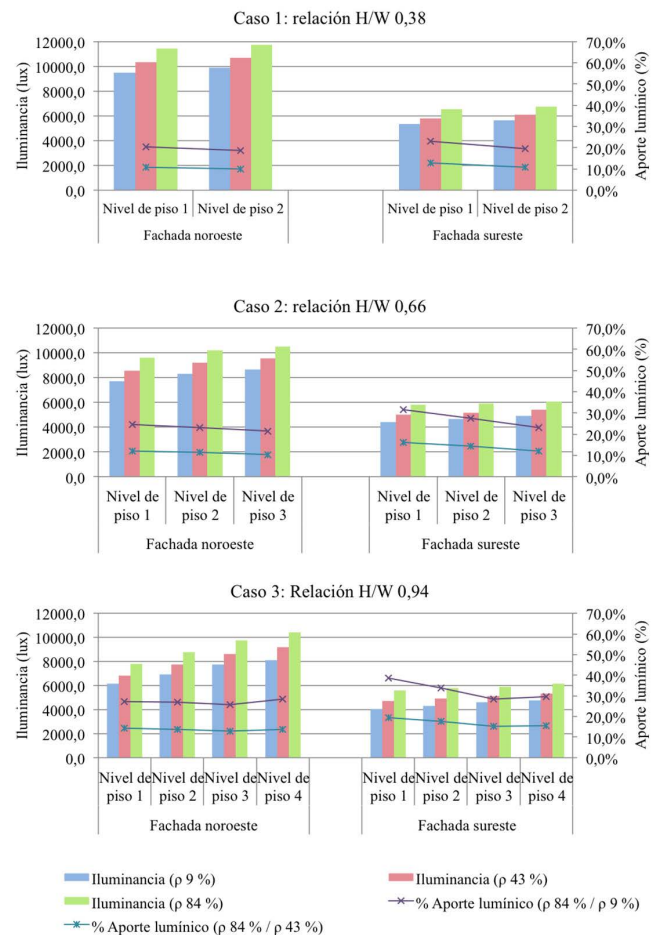 Caso 1: relación H/W 0,38
Iluminancia (lux)
12000,0
10000,0
8000,0
6000,0
4000,0
2000,0
0,0
70,0%
60,0%
50,0%
40,0%
30,0%
20,0%
10,0%
0,0%
Aporte lumínico (%)
Nivel de piso 1 Nivel de piso 2 Nivel de piso 1 Nivel de piso 2
Fachada noroeste Fachada sureste
Caso 2: relación H/W 0,66
Iluminancia (lux)
12000,0
10000,0
8000,0
6000,0
4000,0
2000,0
0,0
70,0%
60,0%
50,0%
40,0%
30,0%
20,0%
10,0%
0,0%
Aporte lumínico (%)
Nivel de Nivel de Nivel de Nivel de Nivel de Nivel de
piso 1 piso 2 piso 3 piso 1 piso 2 piso 3
Fachada noroeste Fachada sureste
Caso 3: Relación H/W 0,94
Iluminancia (lux)
12000,0
10000,0
8000,0
6000,0
4000,0
2000,0
0,0
70,0%
60,0%
50,0%
40,0%
30,0%
20,0%
10,0%
0,0%
Aporte lumínico (%)
Nivel de Nivel de Nivel de Nivel de Nivel de Nivel de Nivel de Nivel de
piso 1 piso 2 piso 3 piso 4 piso 1 piso 2 piso 3 piso 4
Fachada noroeste Fachada sureste
Iluminancia (ρ 9 %) Iluminancia (ρ 43 %)
Iluminancia (ρ 84 %) % Aporte lumínico (ρ 84 % / ρ 9 %)
% Aporte lumínico (ρ 84 % / ρ 43 %)